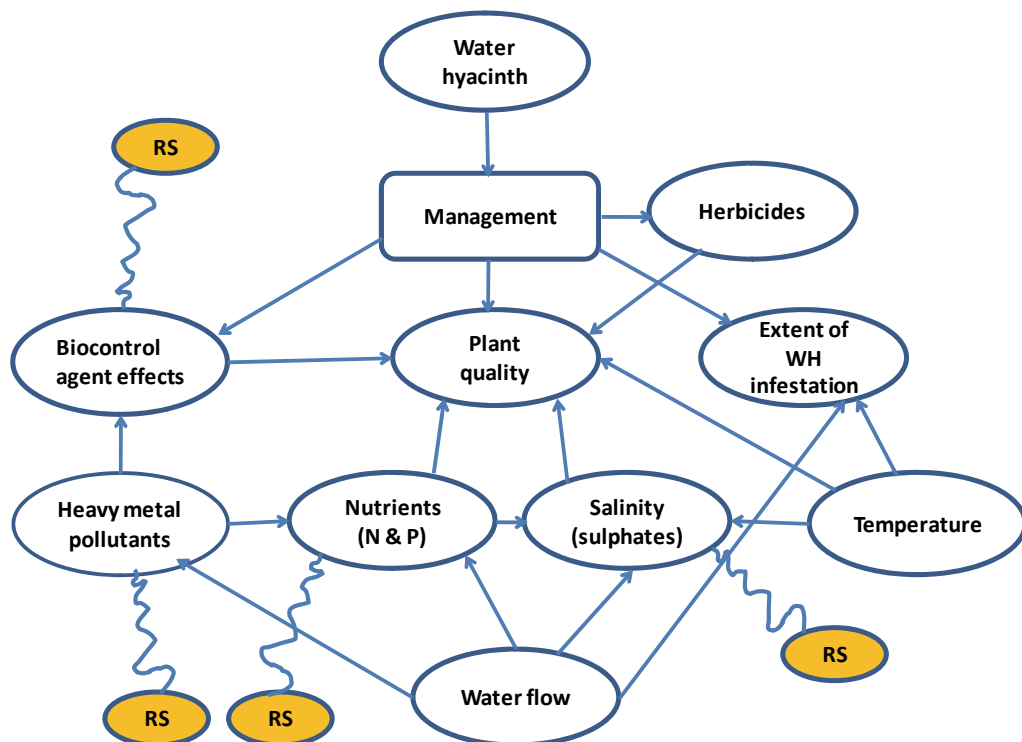 Water
hyacinth
RS
Management
Herbicides
Biocontrol
agent effects
Plant
quality
Extent of
WH
infestation
Heavy metal
pollutants
Nutrients
(N & P)
Salinity
(sulphates)
Temperature
RS
RS
RS
Water flow